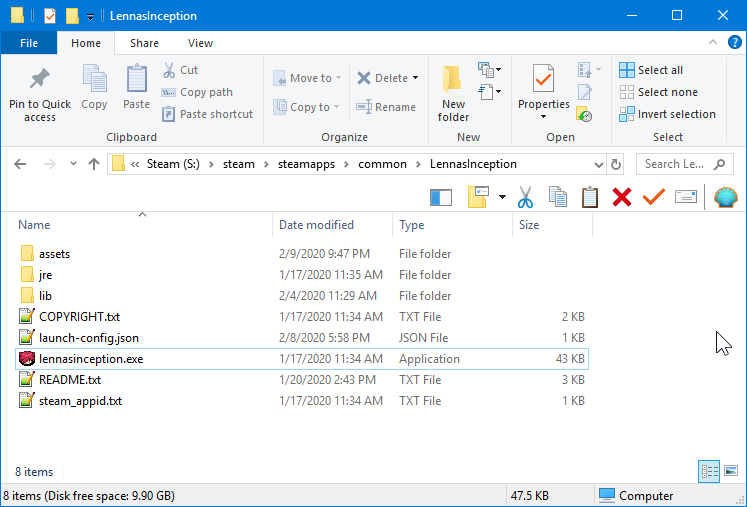 LennasInception
File Home Share View
Pin to Quick access
Copy
Paste
Cut
Copy path
Paste shortcut
Clipboard
Move to
Copy to
Delete
Rename
Organize
New folder
New
Properties
Open
Select all
Select none
Invert selection
Select
« Steam (S:) steam steamapps common LennasInception
Search Le...
Name Date modified Type Size
assets 2/9/2020 9:47 PM File folder
jre 1/17/2020 11:35 AM File folder
lib 2/4/2020 11:29 AM File folder
COPYRIGHT.txt 1/17/2020 11:34 AM TXT File 2 KB
launch-config.json 2/8/2020 5:58 PM JSON File 1 KB
lennasinception.exe 1/17/2020 11:34 AM Application 43 KB
README.txt 1/20/2020 2:43 PM TXT File 3 KB
steam_appid.txt 1/17/2020 11:34 AM TXT File 1 KB
8 items
8 items (Disk free space: 9.90 GB) 47.5 KB Computer